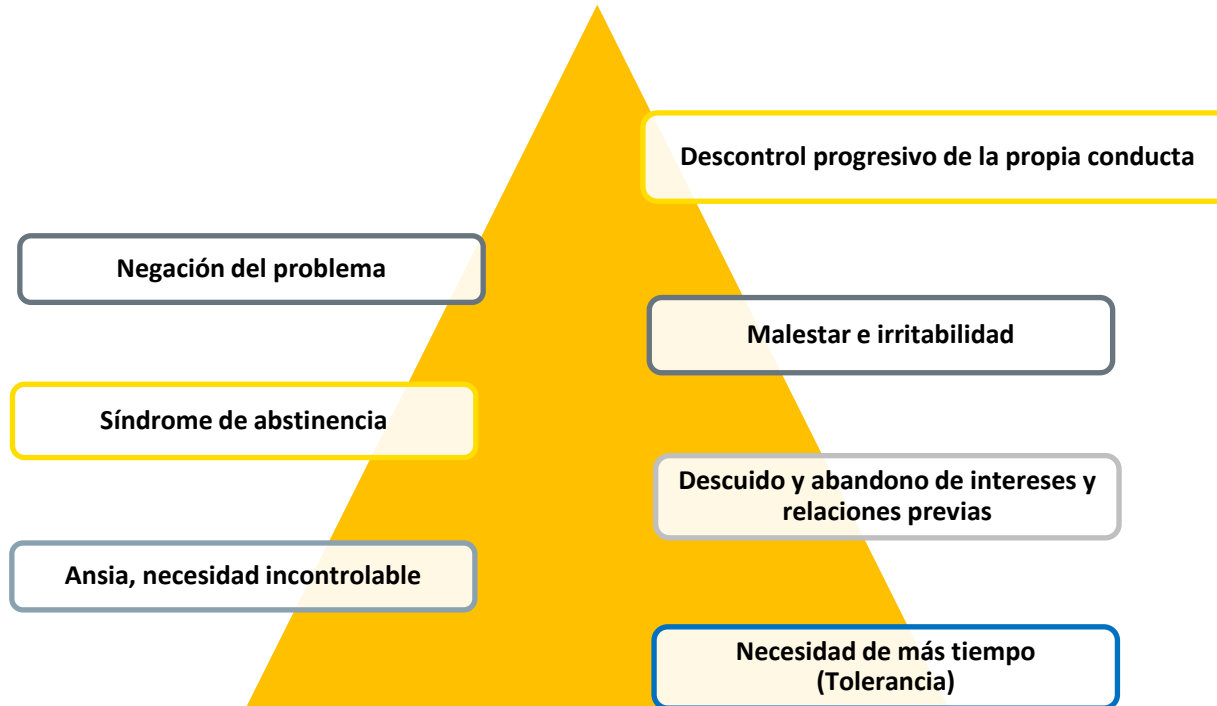 Descontrol progresivo de la propia conducta
Negación del problema
Malestar e irritabilidad
Síndrome de abstinencia
Descuido y abandono de intereses y
relaciones previas
Ansia, necesidad incontrolable
Necesidad de más tiempo
(Tolerancia)